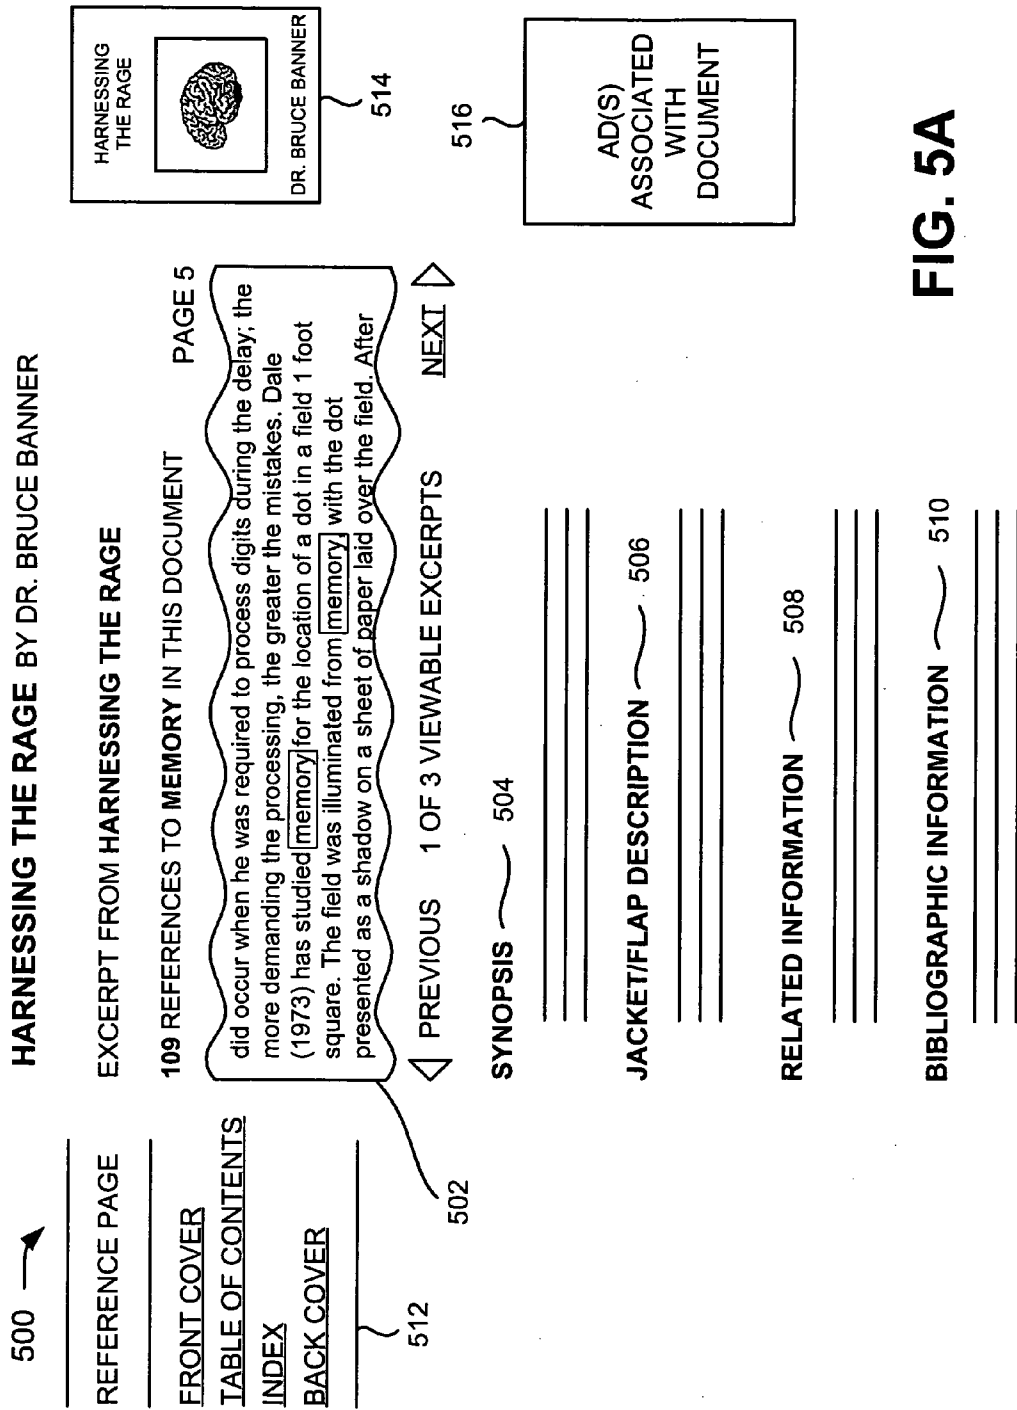 500
HARNESSING THE RAGE BY DR. BRUCE BANNER
REFERENCE PAGE
FRONT COVER
TABLE OF CONTENTS
INDEX
BACK COVER
512
EXCERPT FROM HARNESSING THE RAGE
109 REFERENCES TO MEMORY IN THIS DOCUMENT
PAGE 5
did occur when he was required to process digits during the delay; the
more demanding the processing, the greater the mistakes. Dale
(1973) has studied memory for the location of a dot in a field 1 foot
square. The field was illuminated from memory, with the dot
presented as a shadow on a sheet of paper laid over the field. After
502
PREVIOUS 1 OF 3 VIEWABLE EXCERPTS NEXT
SYNOPSIS 504
JACKET/FLAP DESCRIPTION 506
RELATED INFORMATION 508
BIBLIOGRAPHIC INFORMATION 510
HARNESSING
THE RAGE
DR. BRUCE BANNER
514
516
AD(S)
ASSOCIATED
WITH
DOCUMENT
FIG. 5A